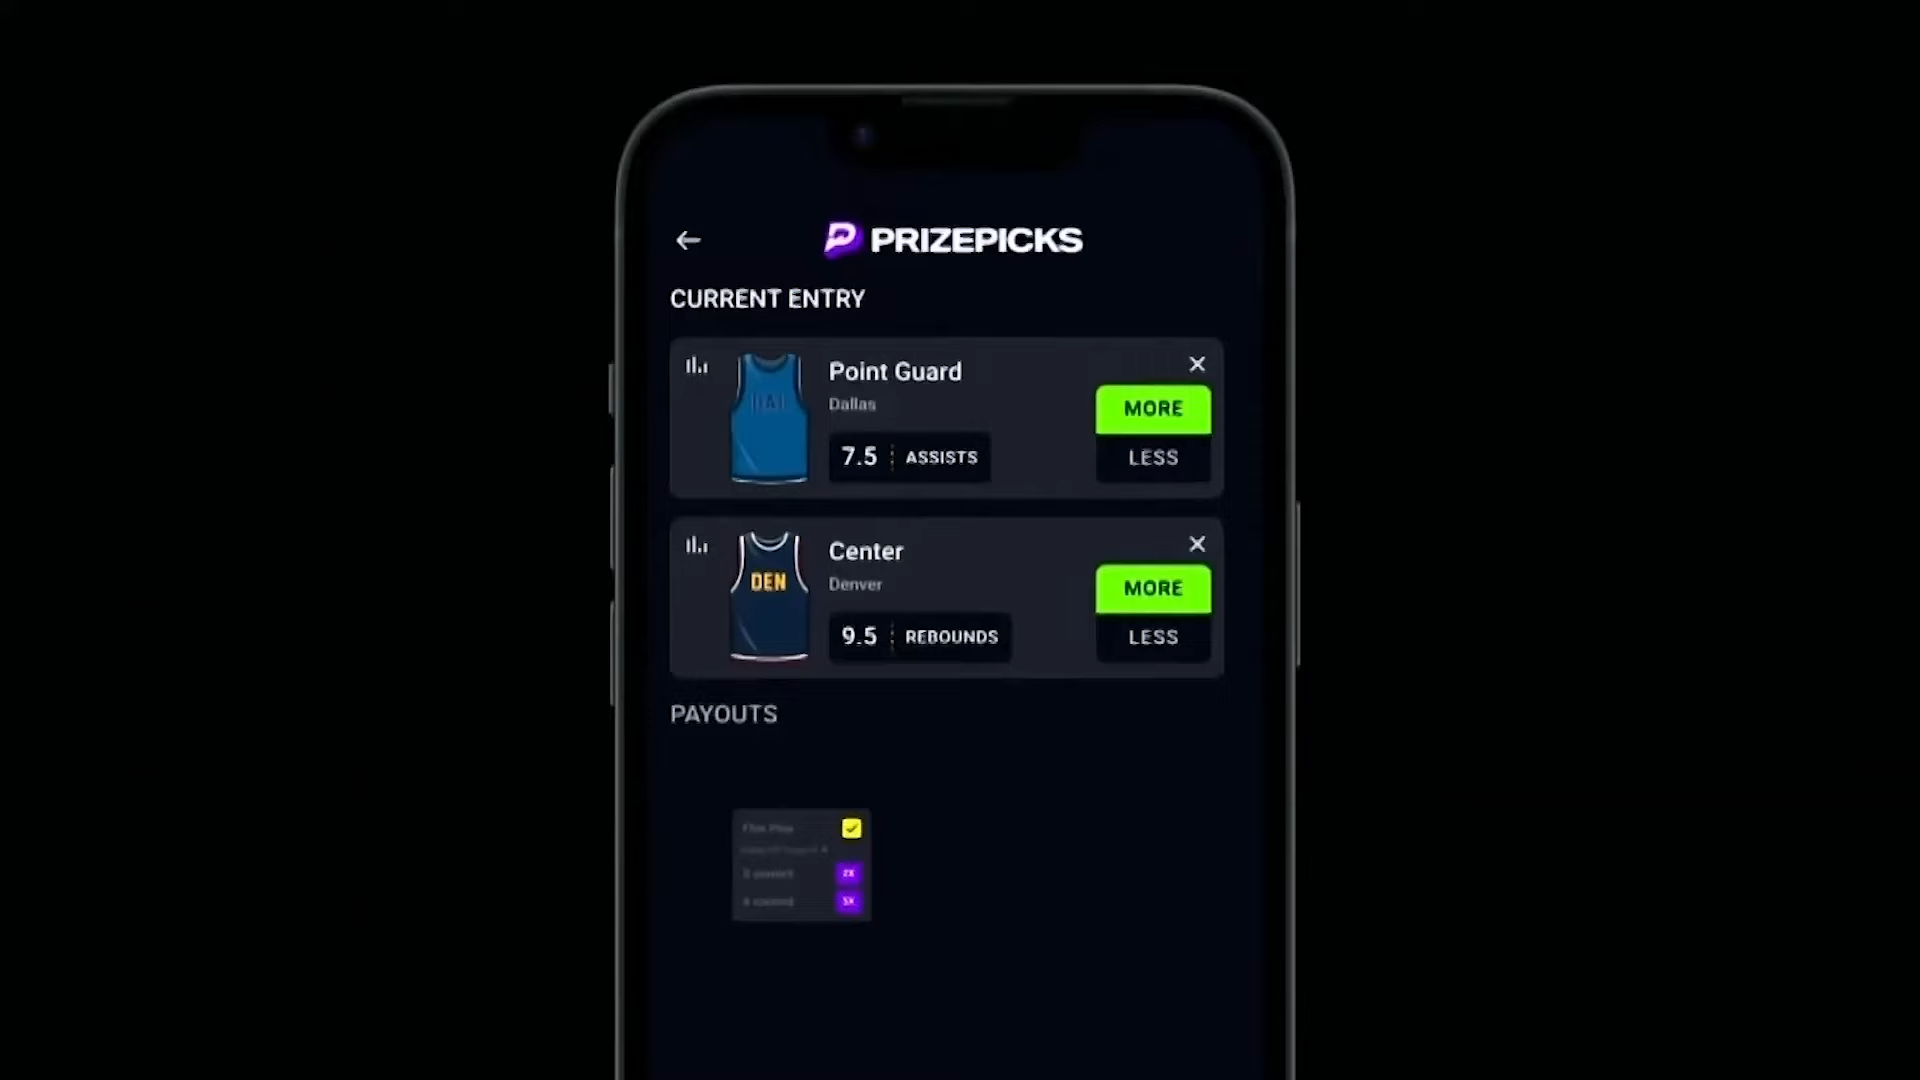 PRIZEPICKS
CURRENT ENTRY
Point Guard
Dallas
7.5 ASSISTS
MORE
LESS
DAL
DEN
Center
Denver
9.5 REBOUNDS
MORE
LESS
PAYOUTS